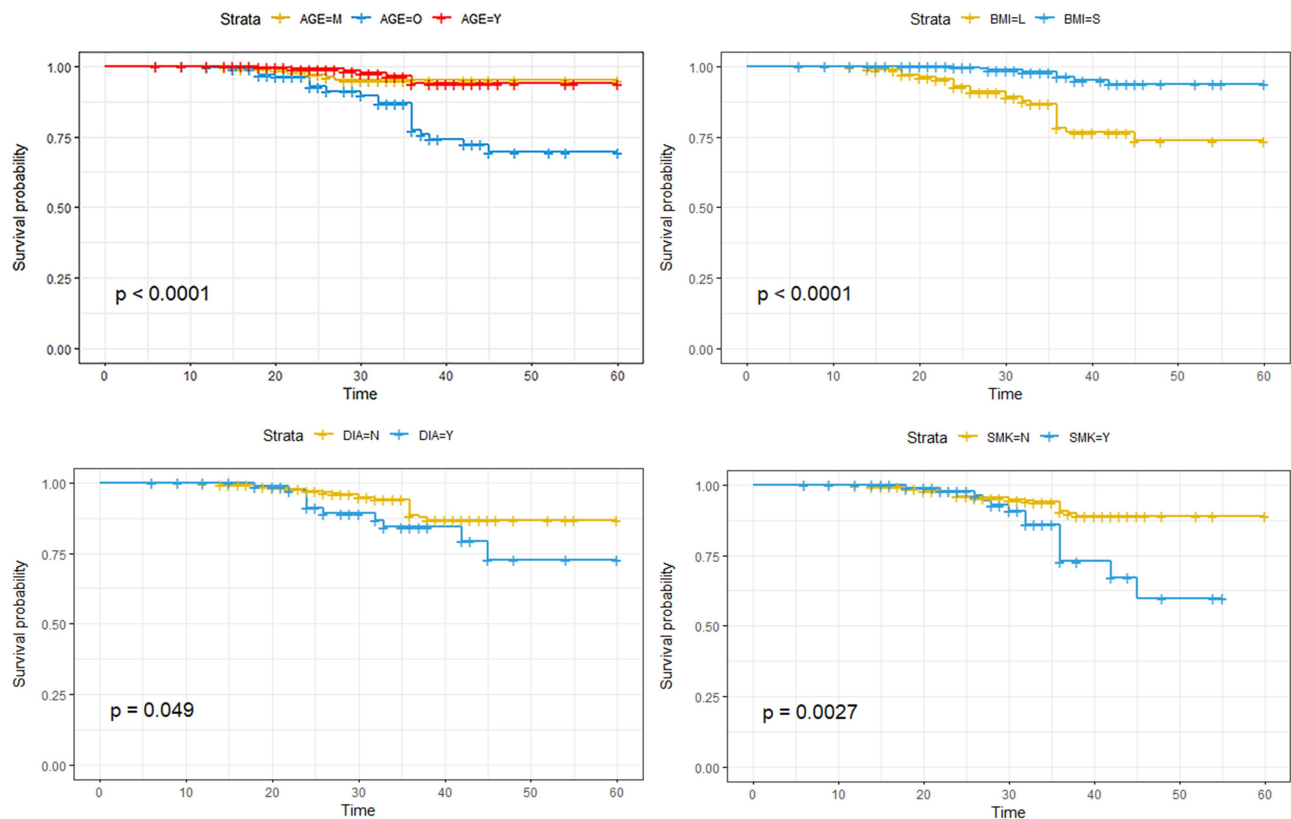 Strata AGE=M AGE=O AGE=Y
Survival probability
1.00
0.75
0.50
0.25
0.00
p < 0.0001
0 10 20 30 40 50 60
Time
Strata BMI=L BMI=S
Survival probability
1.00
0.75
0.50
0.25
0.00
p < 0.0001
0 10 20 30 40 50 60
Time
Strata DIA=N DIA=Y
Survival probability
1.00
0.75
0.50
0.25
0.00
p = 0.049
0 10 20 30 40 50 60
Time
Strata SMK=N SMK=Y
Survival probability
1.00
0.75
0.50
0.25
0.00
p = 0.0027
0 10 20 30 40 50 60
Time